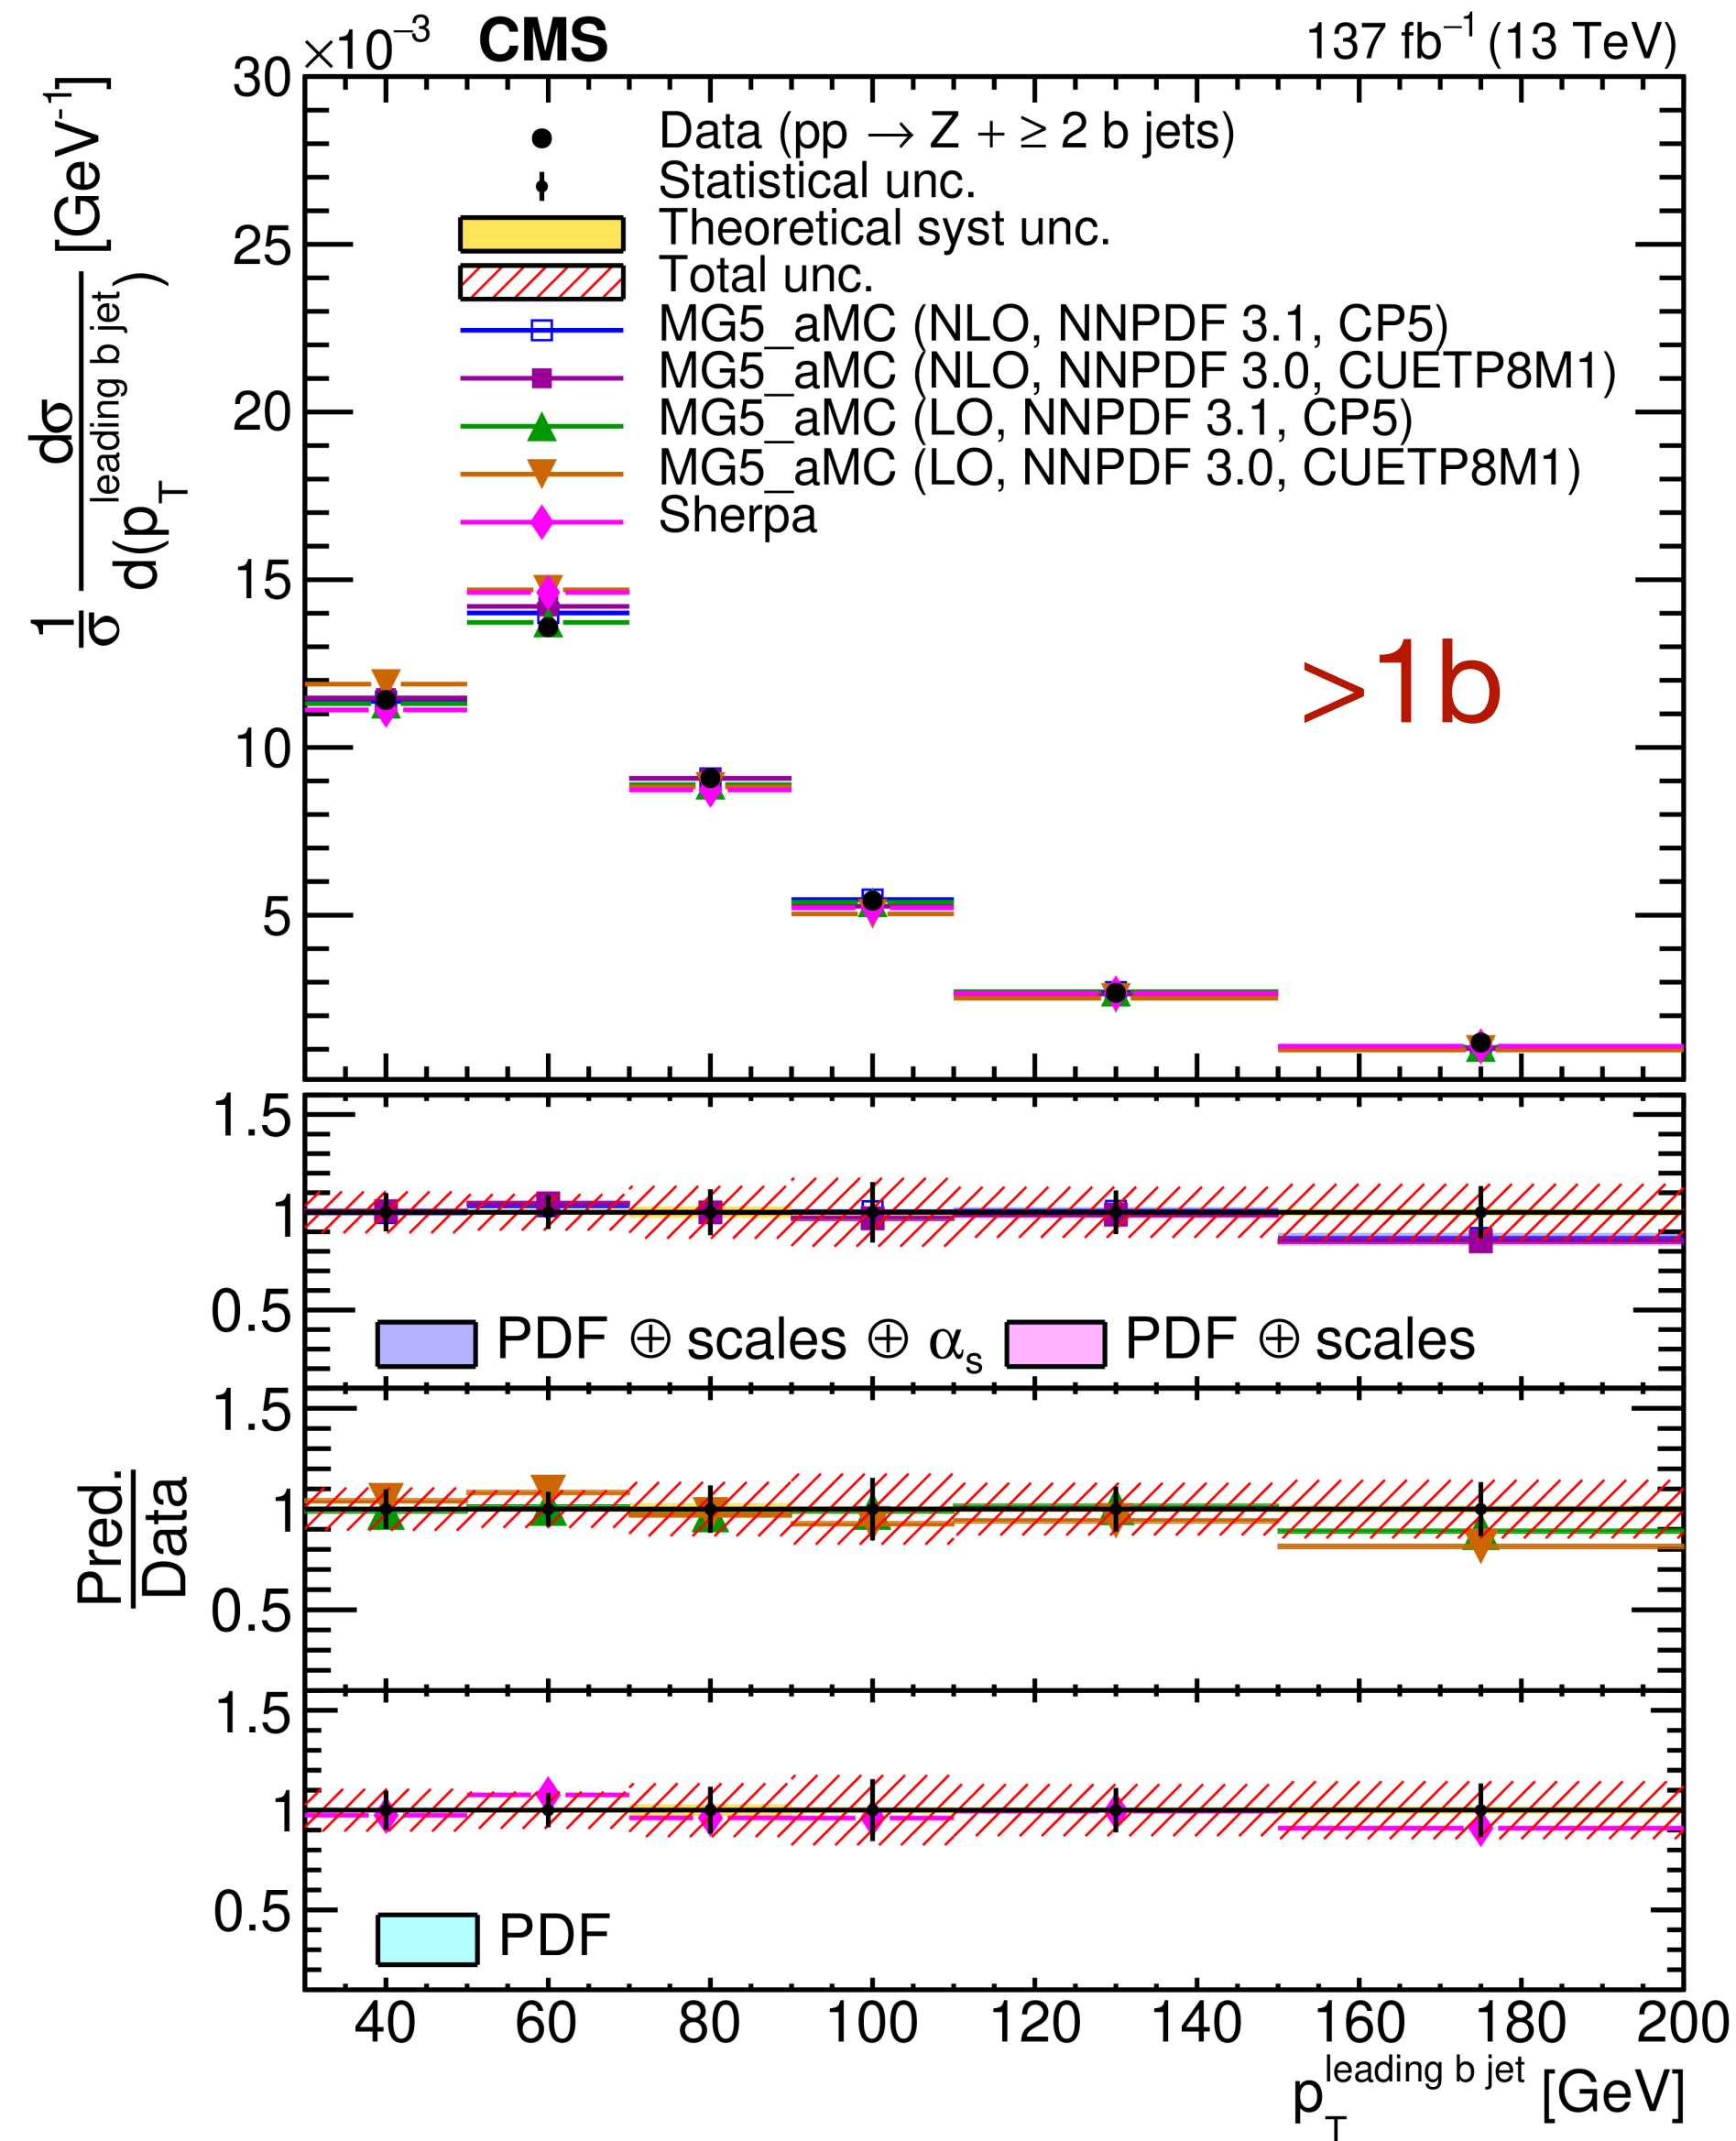 ×10⁻³ CMS 137 fb⁻¹ (13 TeV)
1/σ dσ/d(p_T^leading b jet) [GeV⁻¹]
30
25
20
15
10
5
Data (pp → Z + ≥ 2 b jets)
Statistical unc.
Theoretical syst unc.
Total unc.
MG5_aMC (NLO, NNPDF 3.1, CP5)
MG5_aMC (NLO, NNPDF 3.0, CUETP8M1)
MG5_aMC (LO, NNPDF 3.1, CP5)
MG5_aMC (LO, NNPDF 3.0, CUETP8M1)
Sherpa
>1b
1.5
1
0.5
PDF ⊕ scales ⊕ α_s PDF ⊕ scales
Pred.
Data
1.5
1
0.5
1.5
1
0.5
PDF
40 60 80 100 120 140 160 180 200
p_T^leading b jet [GeV]